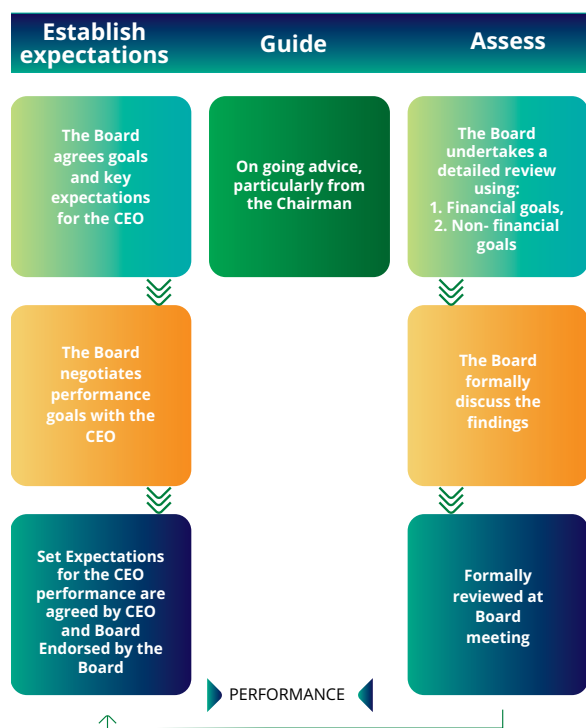 Establish
expectations
Guide
Assess
The Board
agrees goals
and key
expectations
for the CEO
On going advice,
particularly from
the Chairman
The Board
undertakes a
detailed review
using:
1. Financial goals,
2. Non- financial
goals
The Board
negotiates
performance
goals with the
CEO
The Board
formally
discuss the
findings
Set Expectations
for the CEO
performance are
agreed by CEO
and Board
Endorsed by the
Board
Formally
reviewed at
Board
meeting
PERFORMANCE